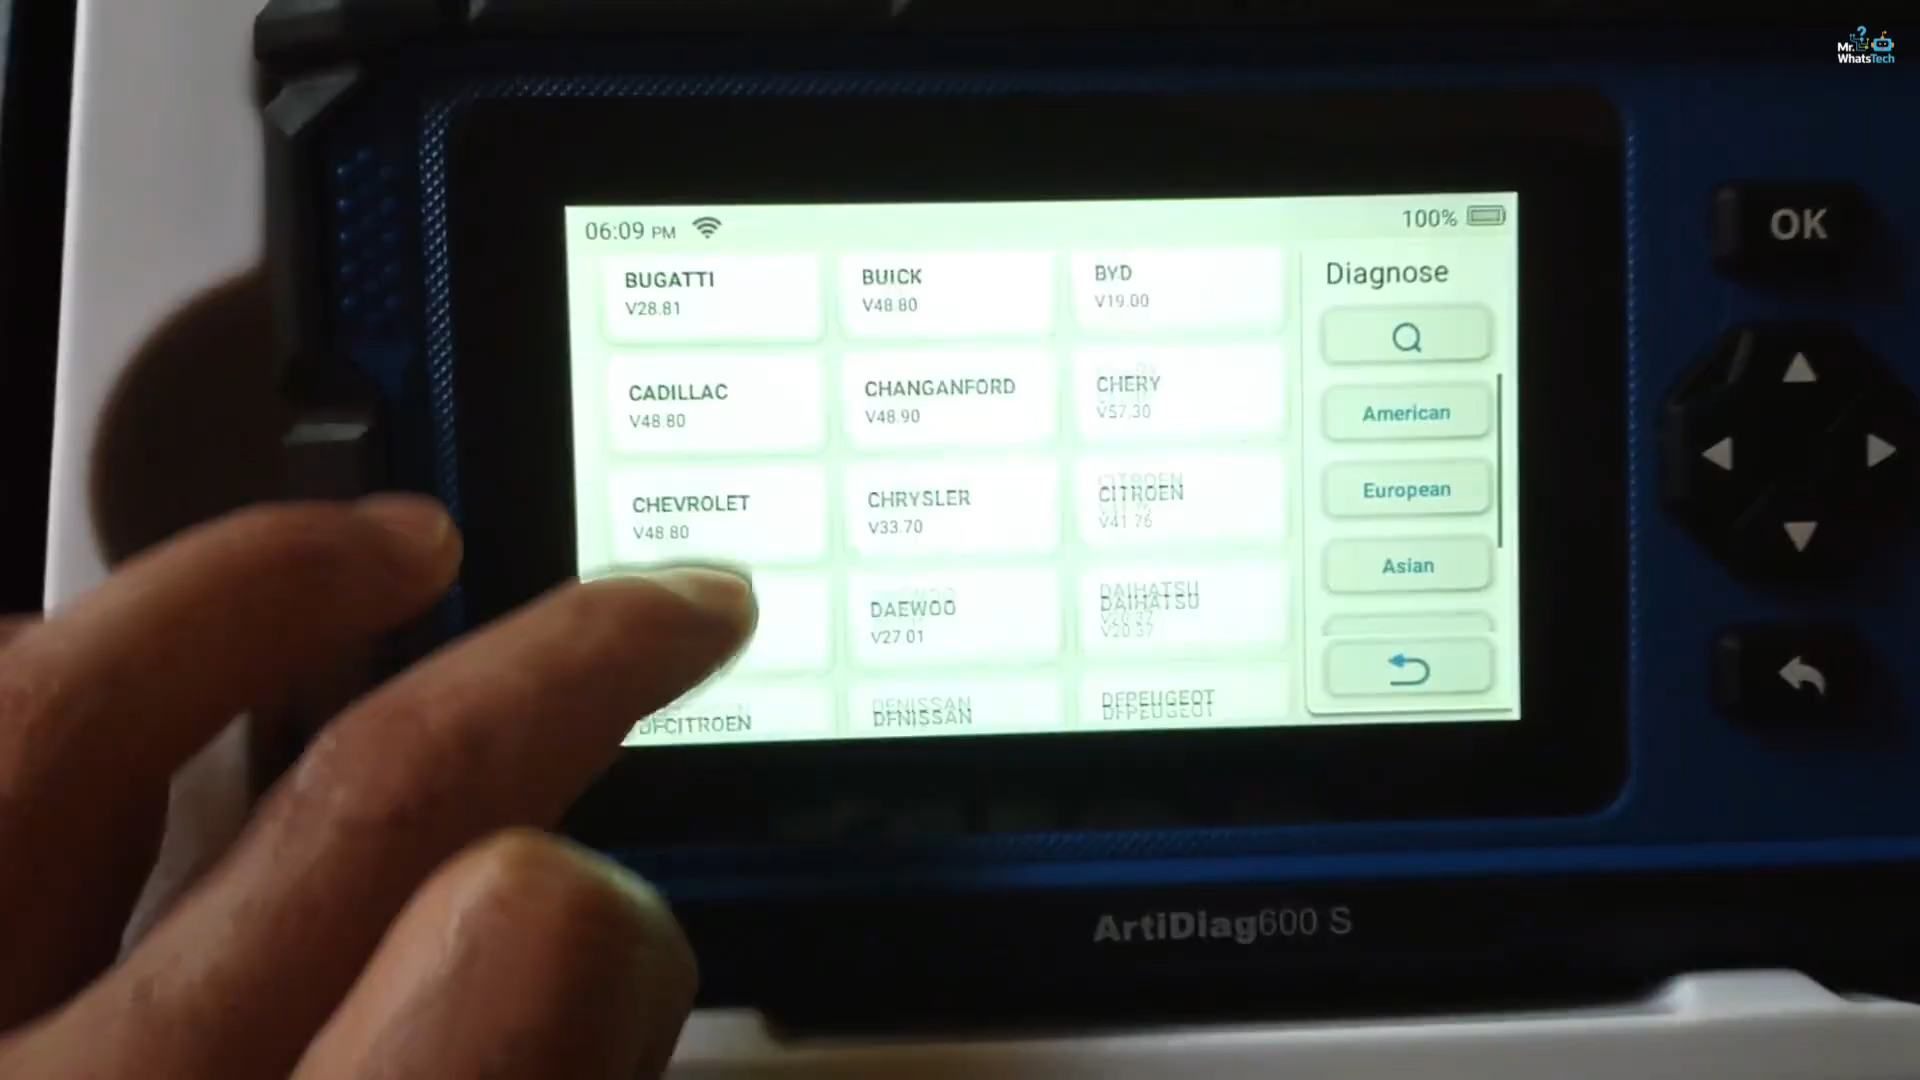 Mr.
WhatsTech
06:09 PM
100%
BUGATTI
V28.81
BUICK
V48.80
BYD
V19.00
CADILLAC
V48.80
CHANGANFORD
V48.90
CHERY
V57.30
CHEVROLET
V48.80
CHRYSLER
V33.70
CITROEN
V41.76
DAEWOO
V27.01
DAIHATSU
V20.37
DFCITROEN
DFNISSAN
DFPEUGEOT
Diagnose
American
European
Asian
OK
ArtiDiag600 S